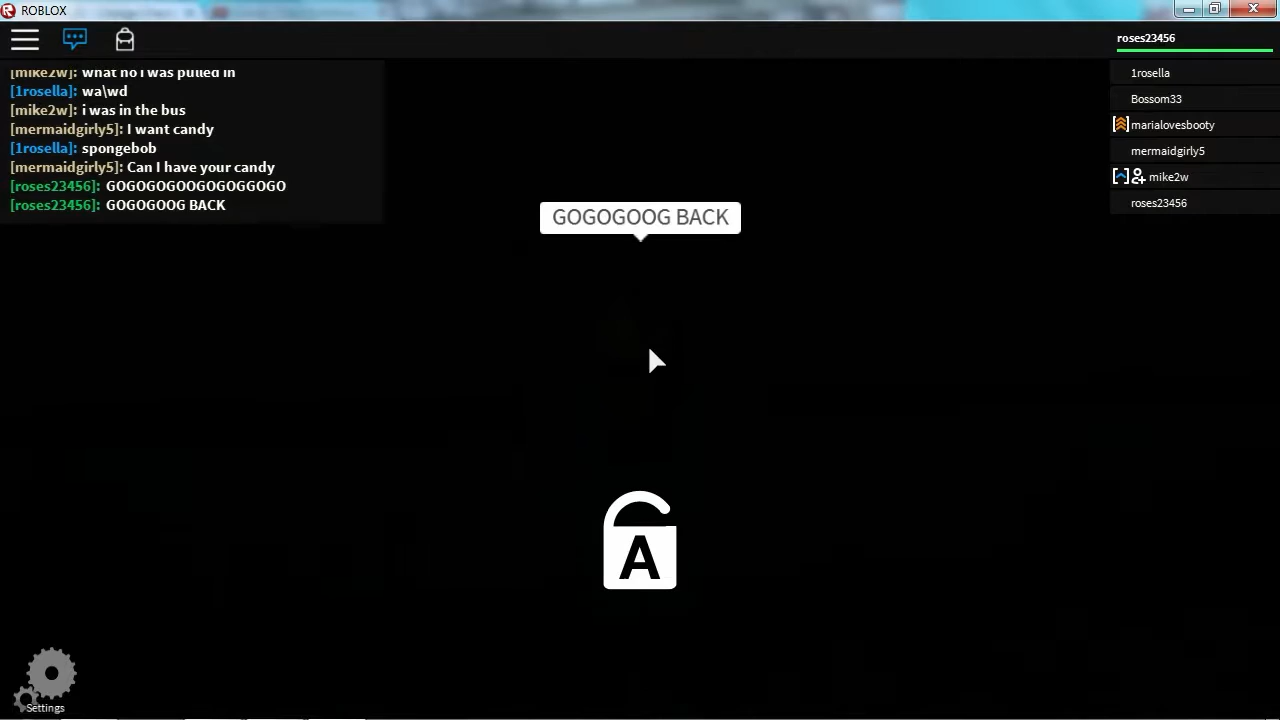 ROBLOX
roses23456
[mike2w]: what no i was pulled in
[1rosella]: wa\wd
[mike2w]: i was in the bus
[mermaidgirly5]: I want candy
[1rosella]: spongebob
[mermaidgirly5]: Can I have your candy
[roses23456]: GOGOGOGOOGOGOGGOGO
[roses23456]: GOGOGOOG BACK
1rosella
Bossom33
marialovesbooty
mermaidgirly5
mike2w
roses23456
GOGOGOOG BACK
A
Settings